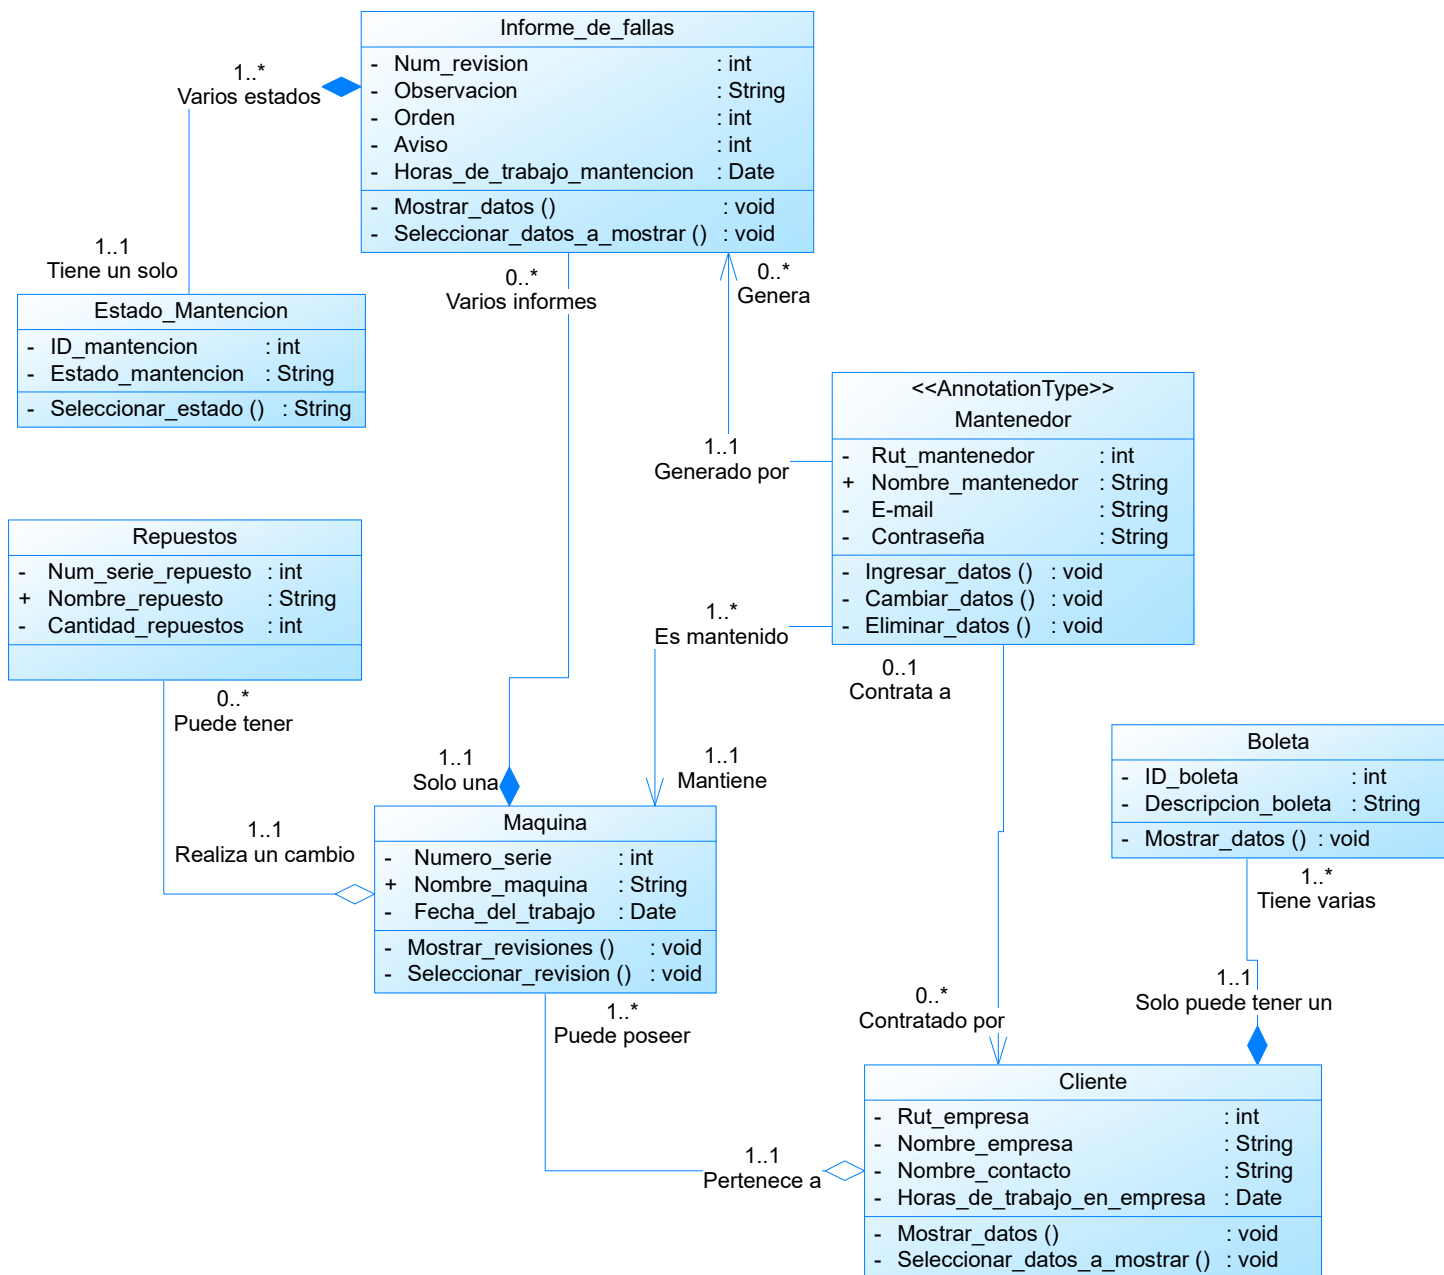 Informe_de_fallas
- Num_revision : int
- Observacion : String
- Orden : int
- Aviso : int
- Horas_de_trabajo_mantencion : Date
- Mostrar_datos () : void
- Seleccionar_datos_a_mostrar () : void
1..*
Varios estados
1..1
Tiene un solo
0..*
Varios informes
0..*
Genera
Estado_Mantencion
- ID_mantencion : int
- Estado_mantencion : String
- Seleccionar_estado () : String
<<AnnotationType>>
Mantenedor
- Rut_mantenedor : int
+ Nombre_mantenedor : String
- E-mail : String
- Contraseña : String
- Ingresar_datos () : void
- Cambiar_datos () : void
- Eliminar_datos () : void
1..1
Generado por
Repuestos
- Num_serie_repuesto : int
+ Nombre_repuesto : String
- Cantidad_repuestos : int
1..*
Es mantenido
0..1
Contrata a
0..*
Puede tener
1..1
Solo una
1..1
Mantiene
Boleta
- ID_boleta : int
- Descripcion_boleta : String
- Mostrar_datos () : void
1..1
Realiza un cambio
Maquina
- Numero_serie : int
+ Nombre_maquina : String
- Fecha_del_trabajo : Date
- Mostrar_revisiones () : void
- Seleccionar_revision () : void
1..*
Tiene varias
1..1
Solo puede tener un
0..*
Contratado por
1..*
Puede poseer
1..1
Pertenece a
Cliente
- Rut_empresa : int
- Nombre_empresa : String
- Nombre_contacto : String
- Horas_de_trabajo_en_empresa : Date
- Mostrar_datos () : void
- Seleccionar_datos_a_mostrar () : void